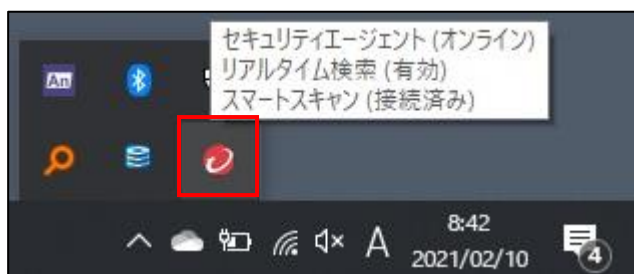 セキュリティエージェント (オンライン)
リアルタイム検索 (有効)
スマートスキャン (接続済み)
An
A
8:42
2021/02/10
4